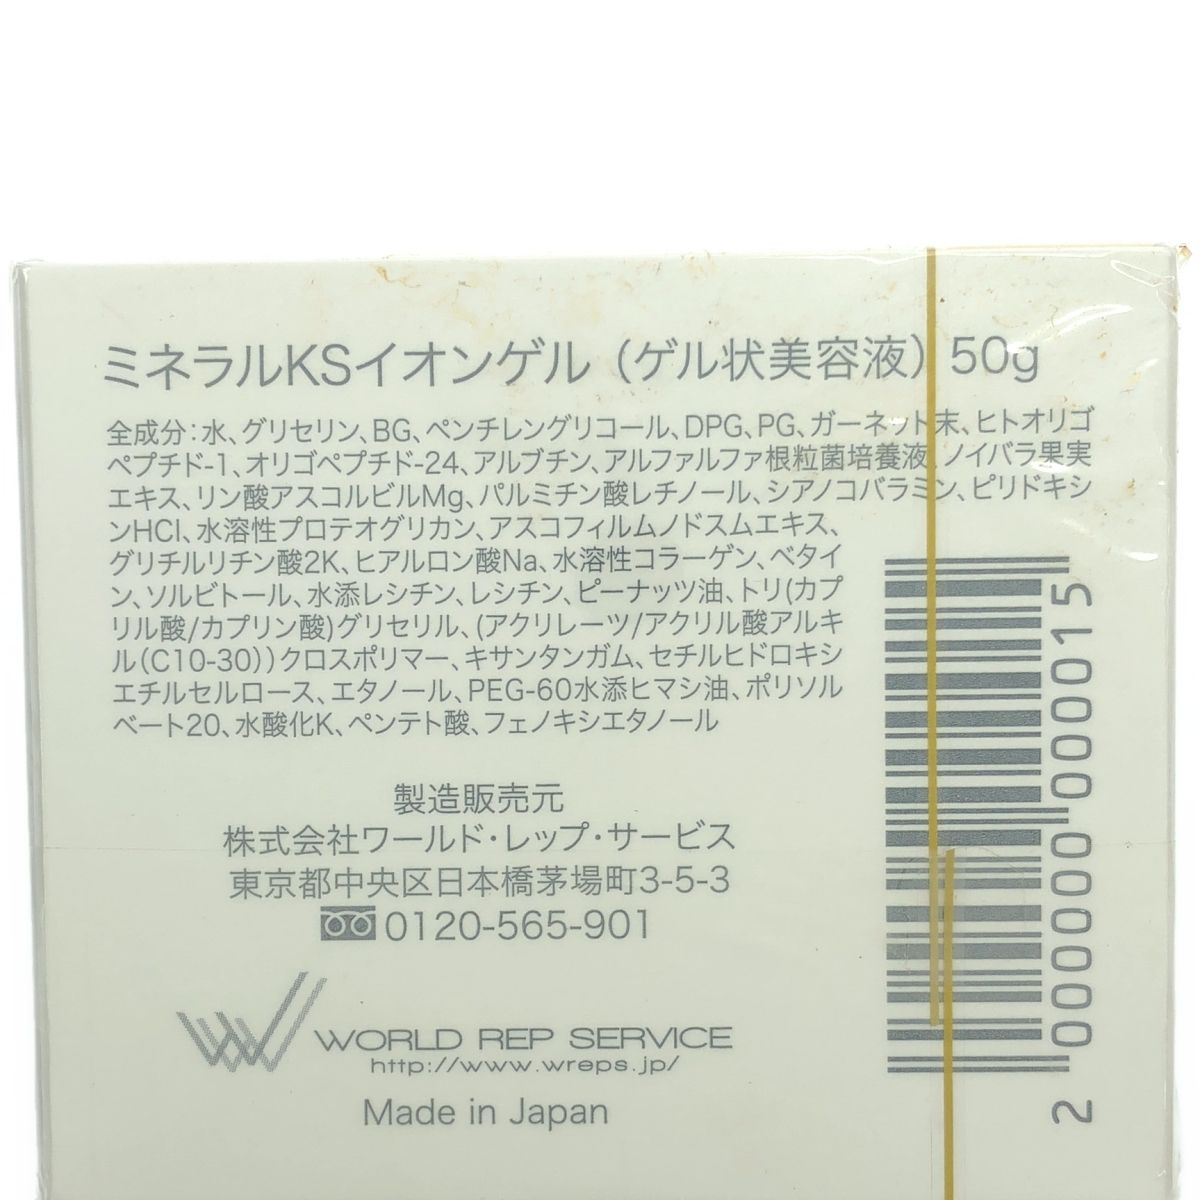 ミネラルKSイオンゲル（ゲル状美容液）50g
全成分：水、グリセリン、BG、ペンチレングリコール、DPG、PG、ガーネット末、ヒトオリゴ
ペプチド-1、オリゴペプチド-24、アルブチン、アルファルファ根粒菌培養液、ノイバラ果実
エキス、リン酸アスコルビルMg、パルミチン酸レチノール、シアノコバラミン、ピリドキシ
ンHCl、水溶性プロテオグリカン、アスコフィルムノドスムエキス、
グリチルリチン酸2K、ヒアルロン酸Na、水溶性コラーゲン、ベタイ
ン、ソルビトール、水添レシチン、レシチン、ピーナッツ油、トリ(カプ
リル酸/カプリン酸)グリセリル、(アクリレーツ/アクリル酸アルキ
ル(C10-30))クロスポリマー、キサンタンガム、セチルヒドロキシ
エチルセルロース、エタノール、PEG-60水添ヒマシ油、ポリソル
ベート20、水酸化K、ペンテト酸、フェノキシエタノール
製造販売元
株式会社ワールド・レップ・サービス
東京都中央区日本橋茅場町3-5-3
0120-565-901
WORLD REP SERVICE
http://www.wreps.jp/
Made in Japan
2 000000 000015